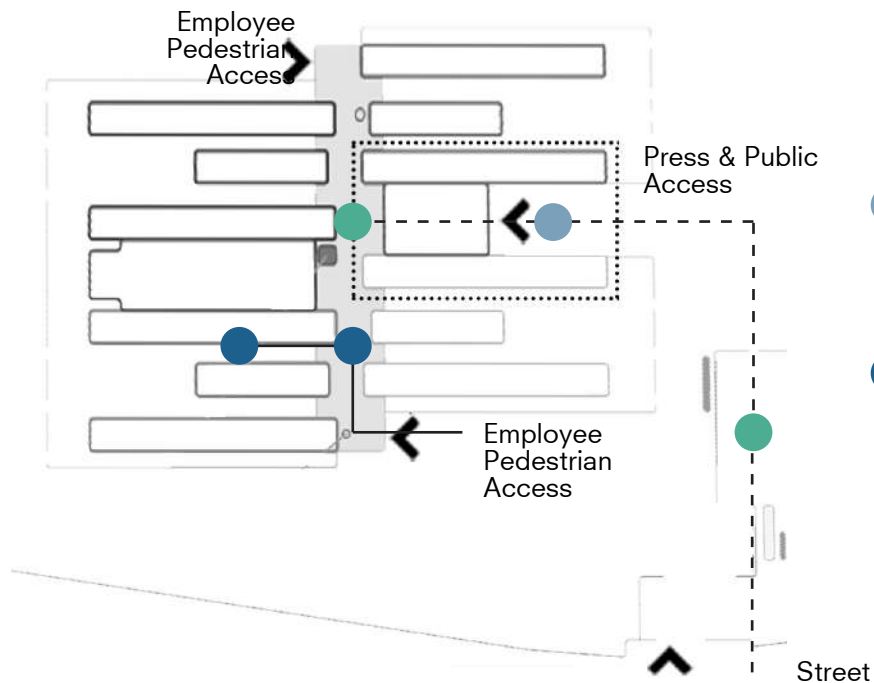 Employee
Pedestrian
Access
Press & Public
Access
Employee
Pedestrian
Access
Street